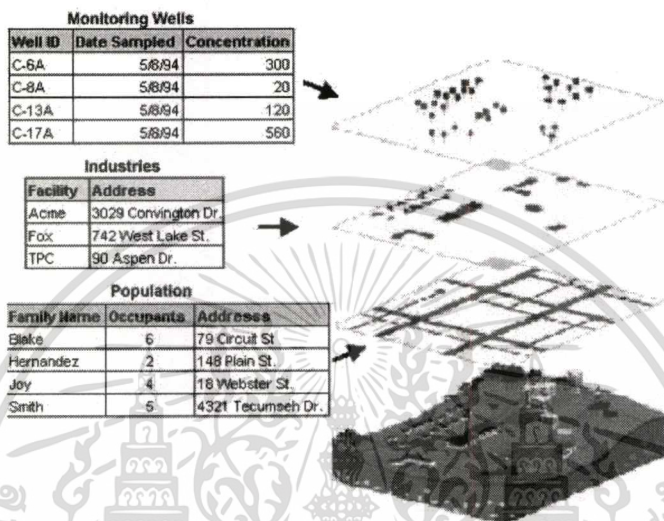 Monitoring Wells
Well ID Date Sampled Concentration
C-6A 5/8/94 300
C-8A 5/8/94 20
C-13A 5/8/94 120
C-17A 5/8/94 560
Industries
Facility Address
Acme 3029 Convington Dr.
Fox 742 West Lake St.
TPC 90 Aspen Dr.
Population
Family Name Occupants Addresss
Blake 6 79 Circuit St
Hernandez 2 148 Plain St.
Joy 4 18 Webster St.
Smith 5 4321 Tecumseh Dr.